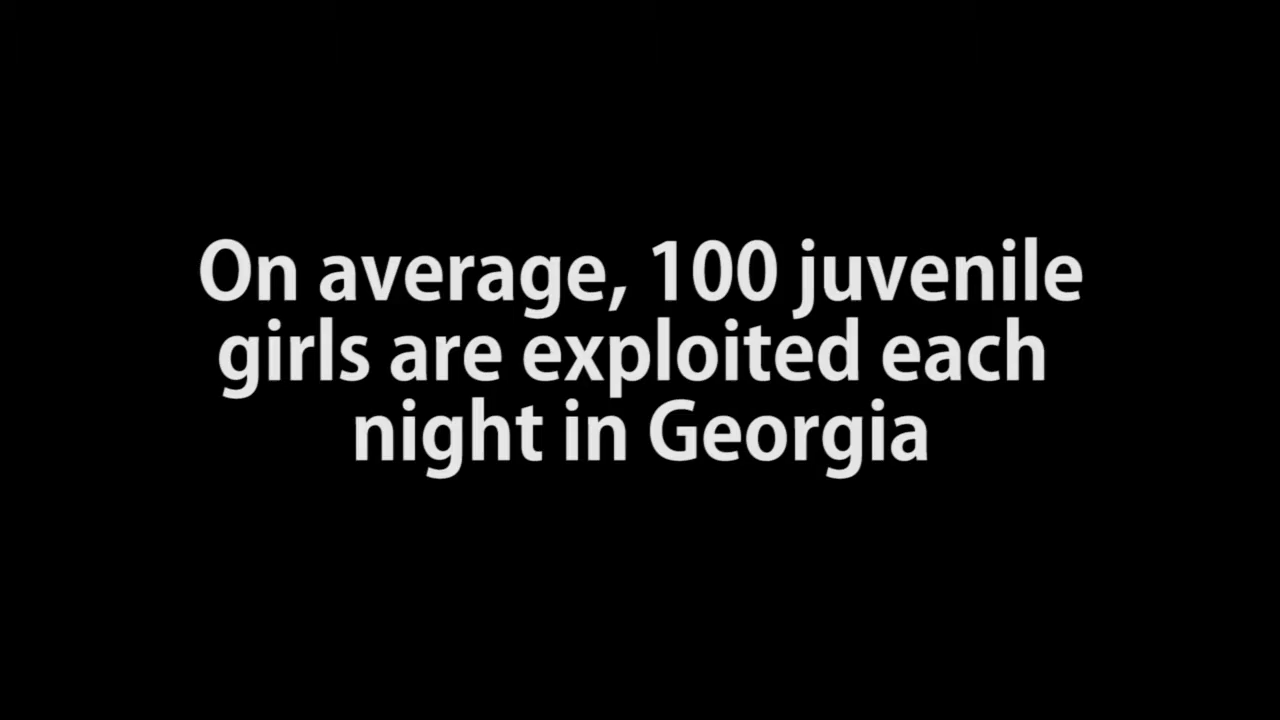 On average, 100 juvenile
girls are exploited each
night in Georgia